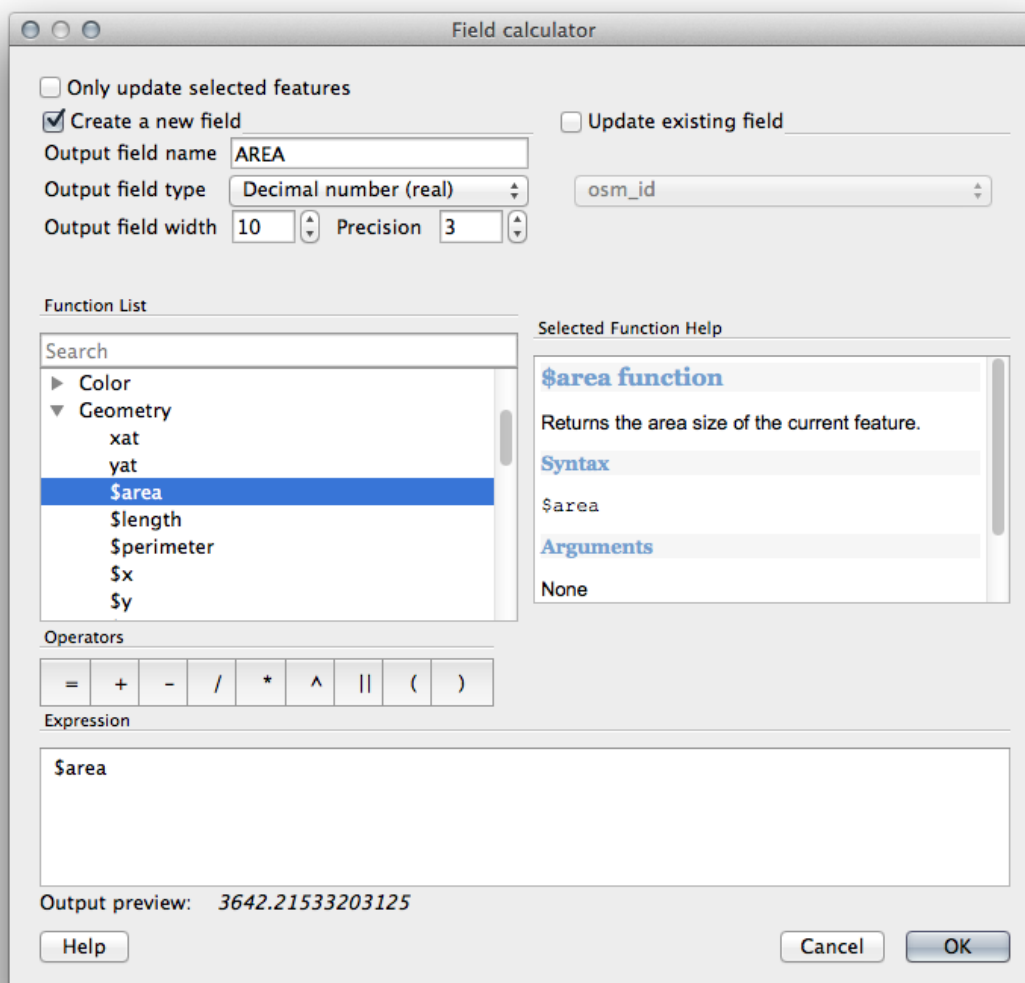 Field calculator
Only update selected features
Create a new field
Update existing field
Output field name AREA
Output field type Decimal number (real)
osm_id
Output field width 10 Precision 3
Function List
Selected Function Help
Search
Color
Geometry
xat
yat
$area
$length
$perimeter
$x
$y
$area function
Returns the area size of the current feature.
Syntax
$area
Arguments
None
Operators
= + - / * ^ || ( )
Expression
$area
Output preview: 3642.21533203125
Help Cancel OK